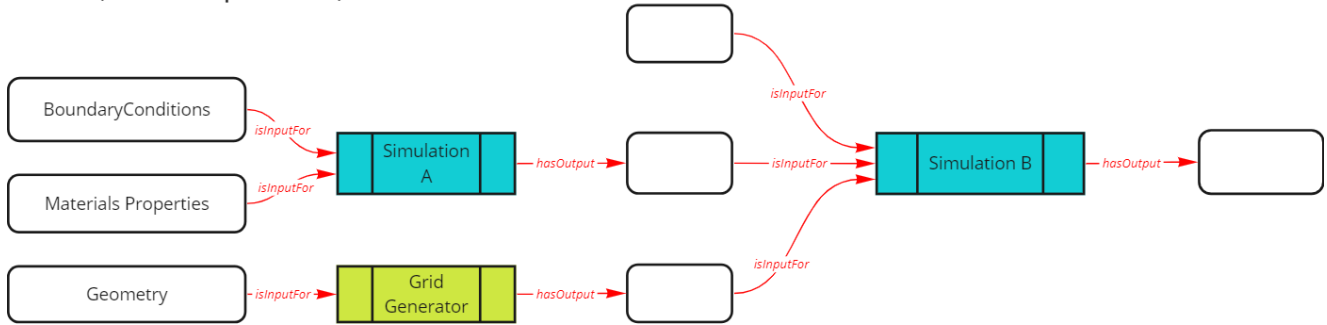 BoundaryConditions
isInputFor
Materials Properties
isInputFor
Simulation
A
hasOutput
isInputFor
isInputFor
Simulation B
hasOutput
Geometry
isInputFor
Grid
Generator
hasOutput
isInputFor